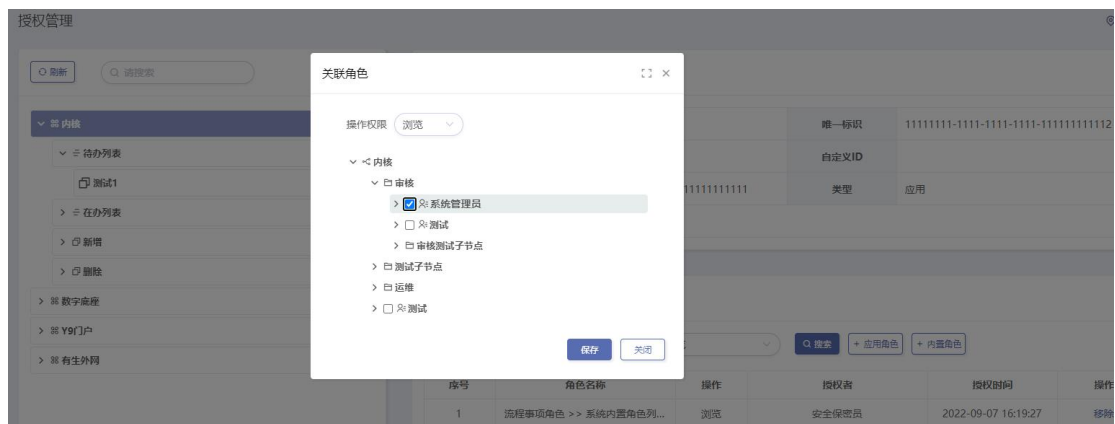 授权管理
刷新
请搜索
内核
待办列表
测试1
在办列表
新增
删除
数字底座
Y9门户
有生外网
关联角色
操作权限 浏览
内核
审核
系统管理员
测试
审核测试子节点
测试子节点
运维
测试
保存 关闭
唯一标识 11111111-1111-1111-1111-111111111112
自定义ID
11111111111 类型 应用
搜索 + 应用角色 + 内置角色
序号 角色名称 操作 授权者 授权时间 操作
1 流程事项角色 >> 系统内置角色列... 浏览 安全保密员 2022-09-07 16:19:27 移除